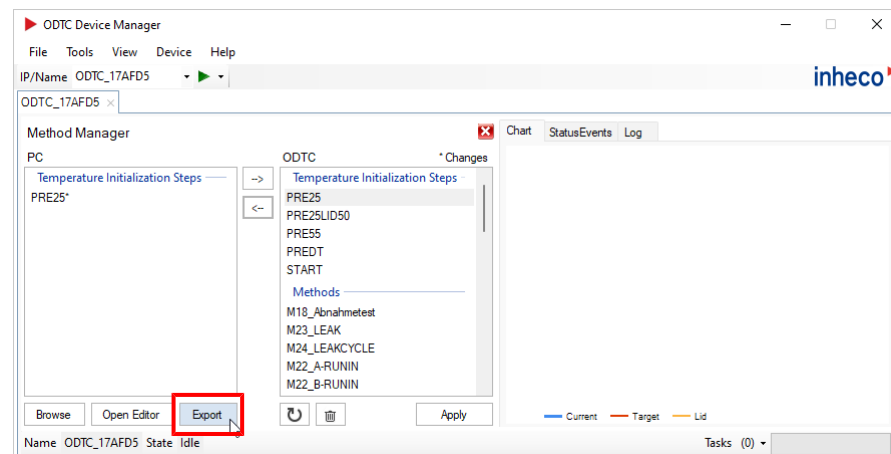 ODTC Device Manager
File Tools View Device Help
IP/Name ODTC_17AFD5
inheco
ODTC_17AFD5
Method Manager
PC
Temperature Initialization Steps
PRE25*
-->
<--
ODTC * Changes
Temperature Initialization Steps
PRE25
PRE25LID50
PRE55
PREDT
START
Methods
M18_Abnahmetest
M23_LEAK
M24_LEAKCYCLE
M22_A-RUNIN
M22_B-RUNIN
Browse Open Editor Export
Apply
Chart StatusEvents Log
Current Target Lid
Name ODTC_17AFD5 State Idle
Tasks (0)